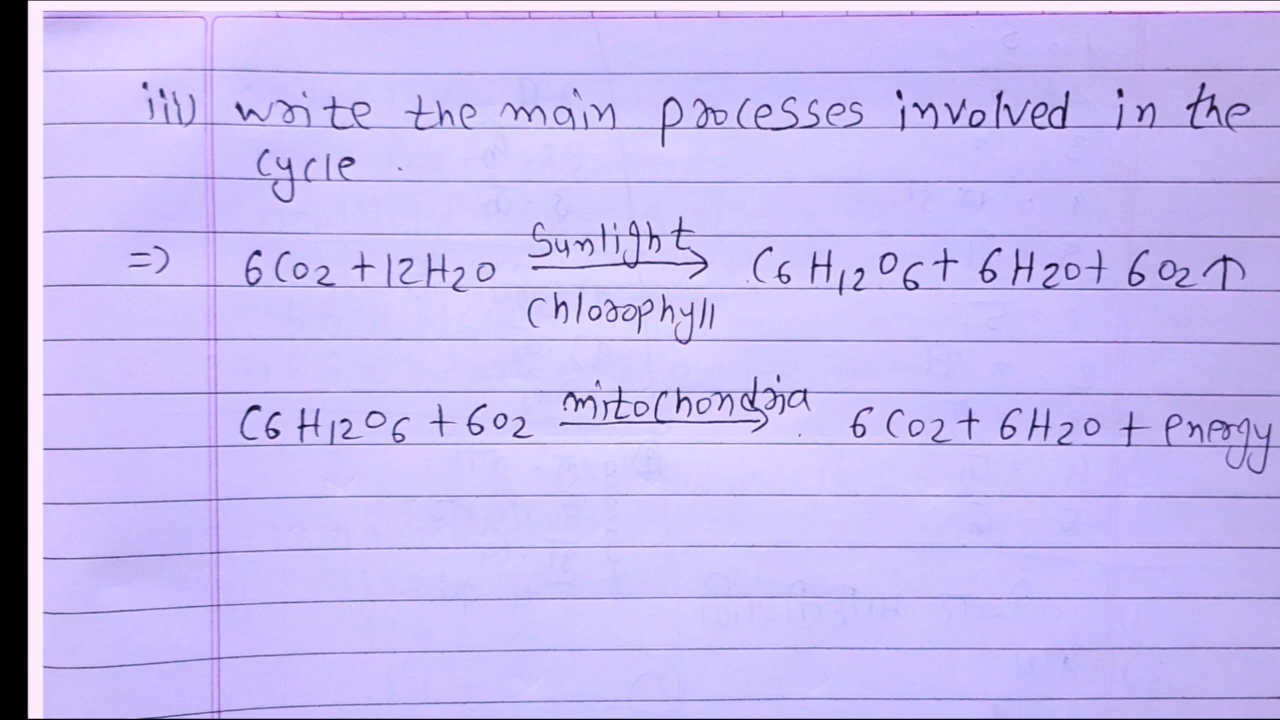 iii) write the main processes involved in the
cycle.
=> 6CO2 + 12H2O Sunlight → C6H12O6 + 6H2O + 6O2↑
chlorophyll
C6H12O6 + 6O2 mitochondria → 6CO2 + 6H2O + energy